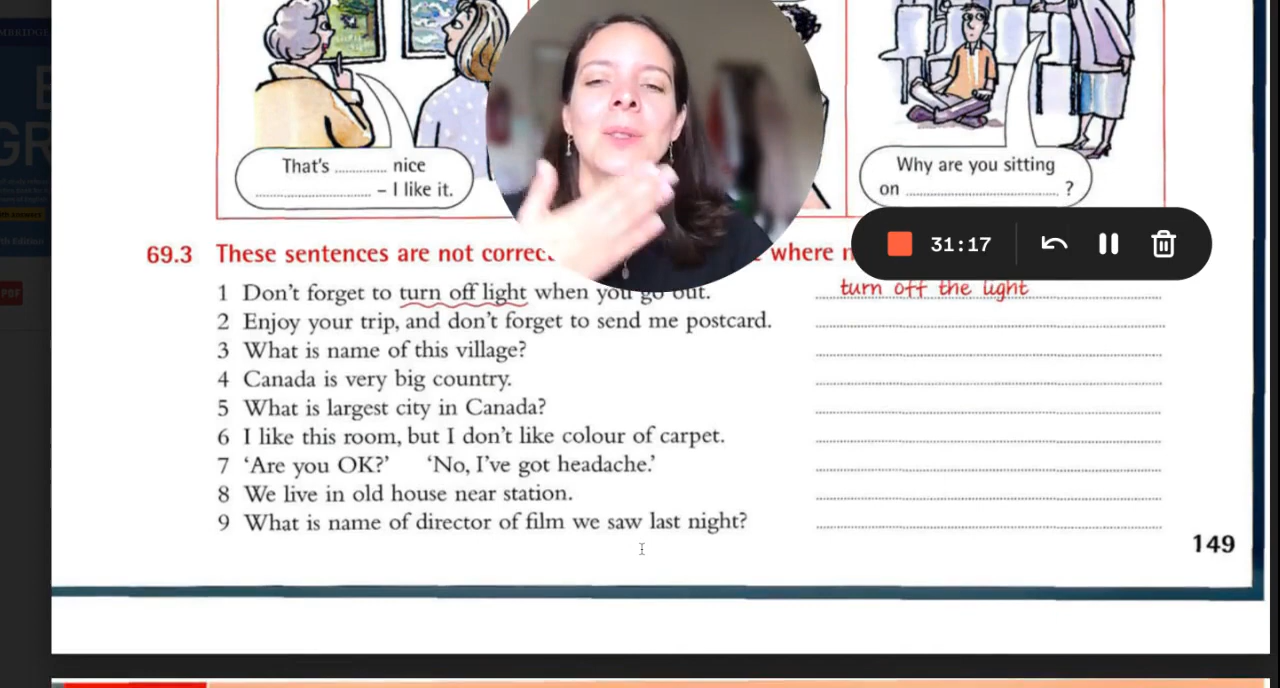 That's ............ nice
............................ – I like it.
Why are you sitting
on ..................................... ?
31:17
69.3 These sentences are not correc where
1 Don't forget to turn off light when you go out. turn off the light
2 Enjoy your trip, and don't forget to send me postcard.
3 What is name of this village?
4 Canada is very big country.
5 What is largest city in Canada?
6 I like this room, but I don't like colour of carpet.
7 'Are you OK?' 'No, I've got headache.'
8 We live in old house near station.
9 What is name of director of film we saw last night?
149
PDF